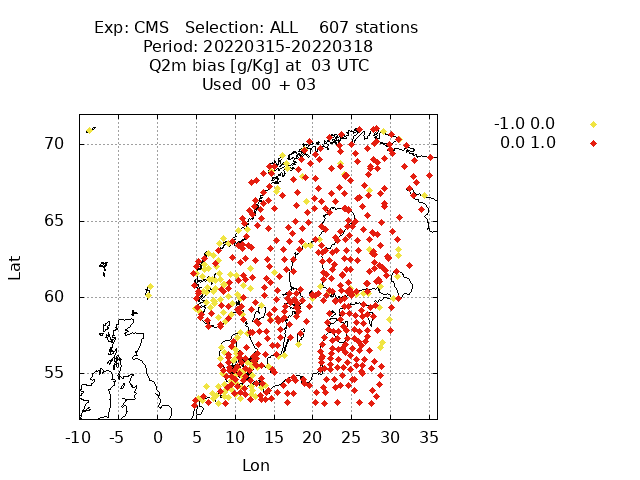 Exp: CMS   Selection: ALL    607 stations
Period: 20220315-20220318
Q2m bias [g/Kg] at  03 UTC
Used  00 + 03
-1.0 0.0
0.0 1.0
70
65
60
55
Lat
-10 -5 0 5 10 15 20 25 30 35
Lon